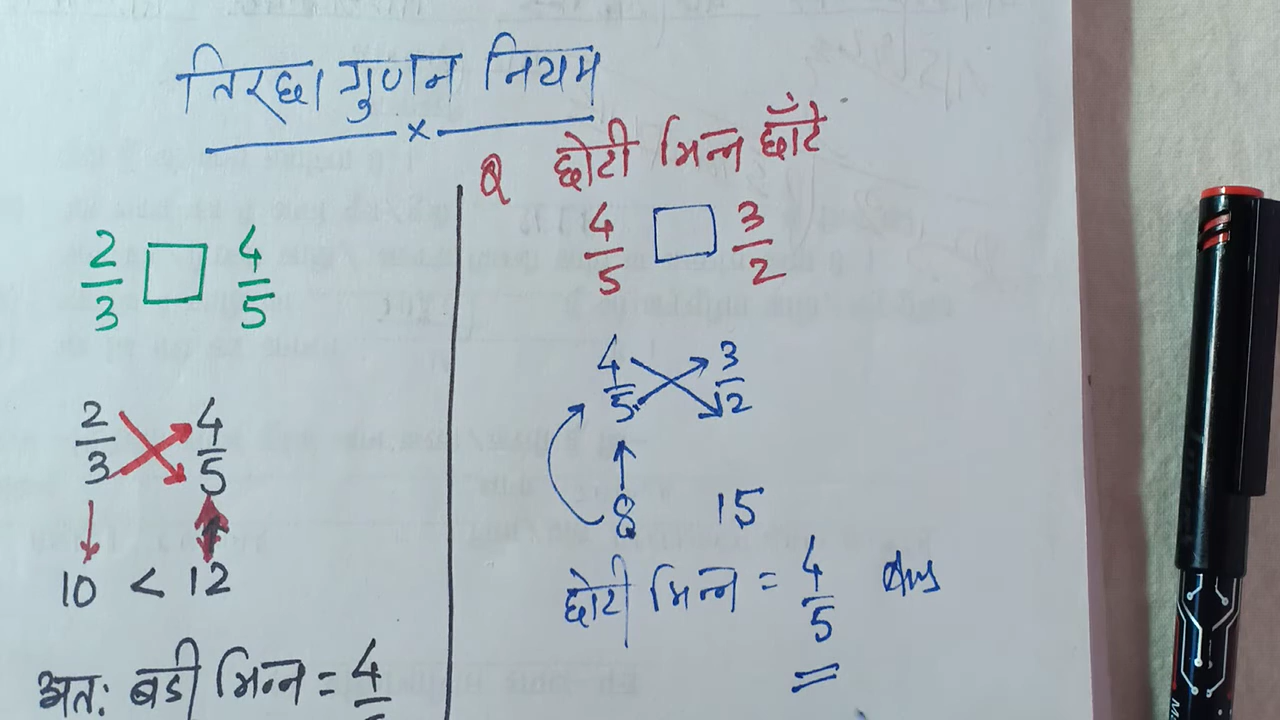 तिरछा गुणन नियम
×
2/3 □ 4/5
2/3 4/5
10 < 12
अतः बडी भिन्न = 4/5
Q छोटी भिन्न छाँटे
4/5 □ 3/2
4/5 3/2
8 15
छोटी भिन्न = 4/5 Ans